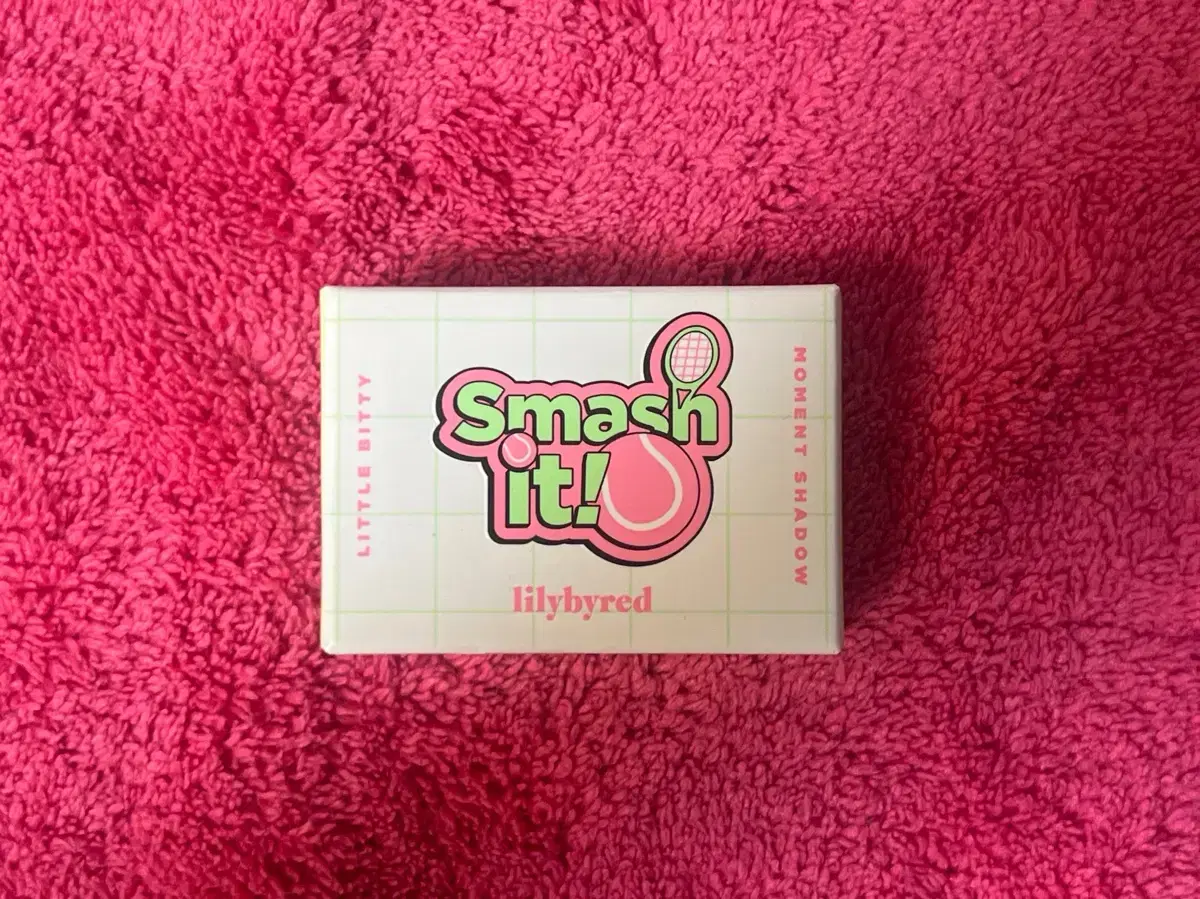 LITTLE BITTY
Smash
it!
lilybyred
MOMENT SHADOW